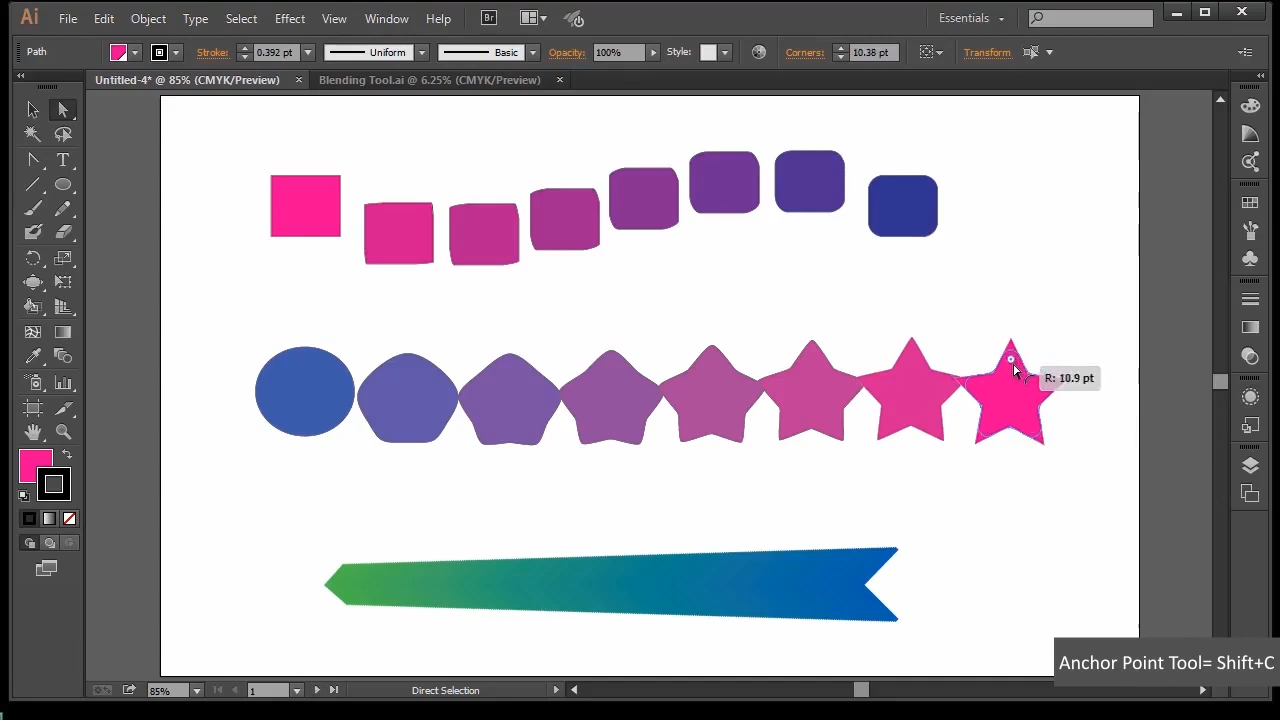 Ai File Edit Object Type Select Effect View Window Help Br Essentials
Path Stroke: 0.392 pt Uniform Basic Opacity: 100% Style: Corners: 10.38 pt Transform
Untitled-4* @ 85% (CMYK/Preview) × Blending Tool.ai @ 6.25% (CMYK/Preview) ×
R: 10.9 pt
Anchor Point Tool= Shift+C
85% 1 Direct Selection